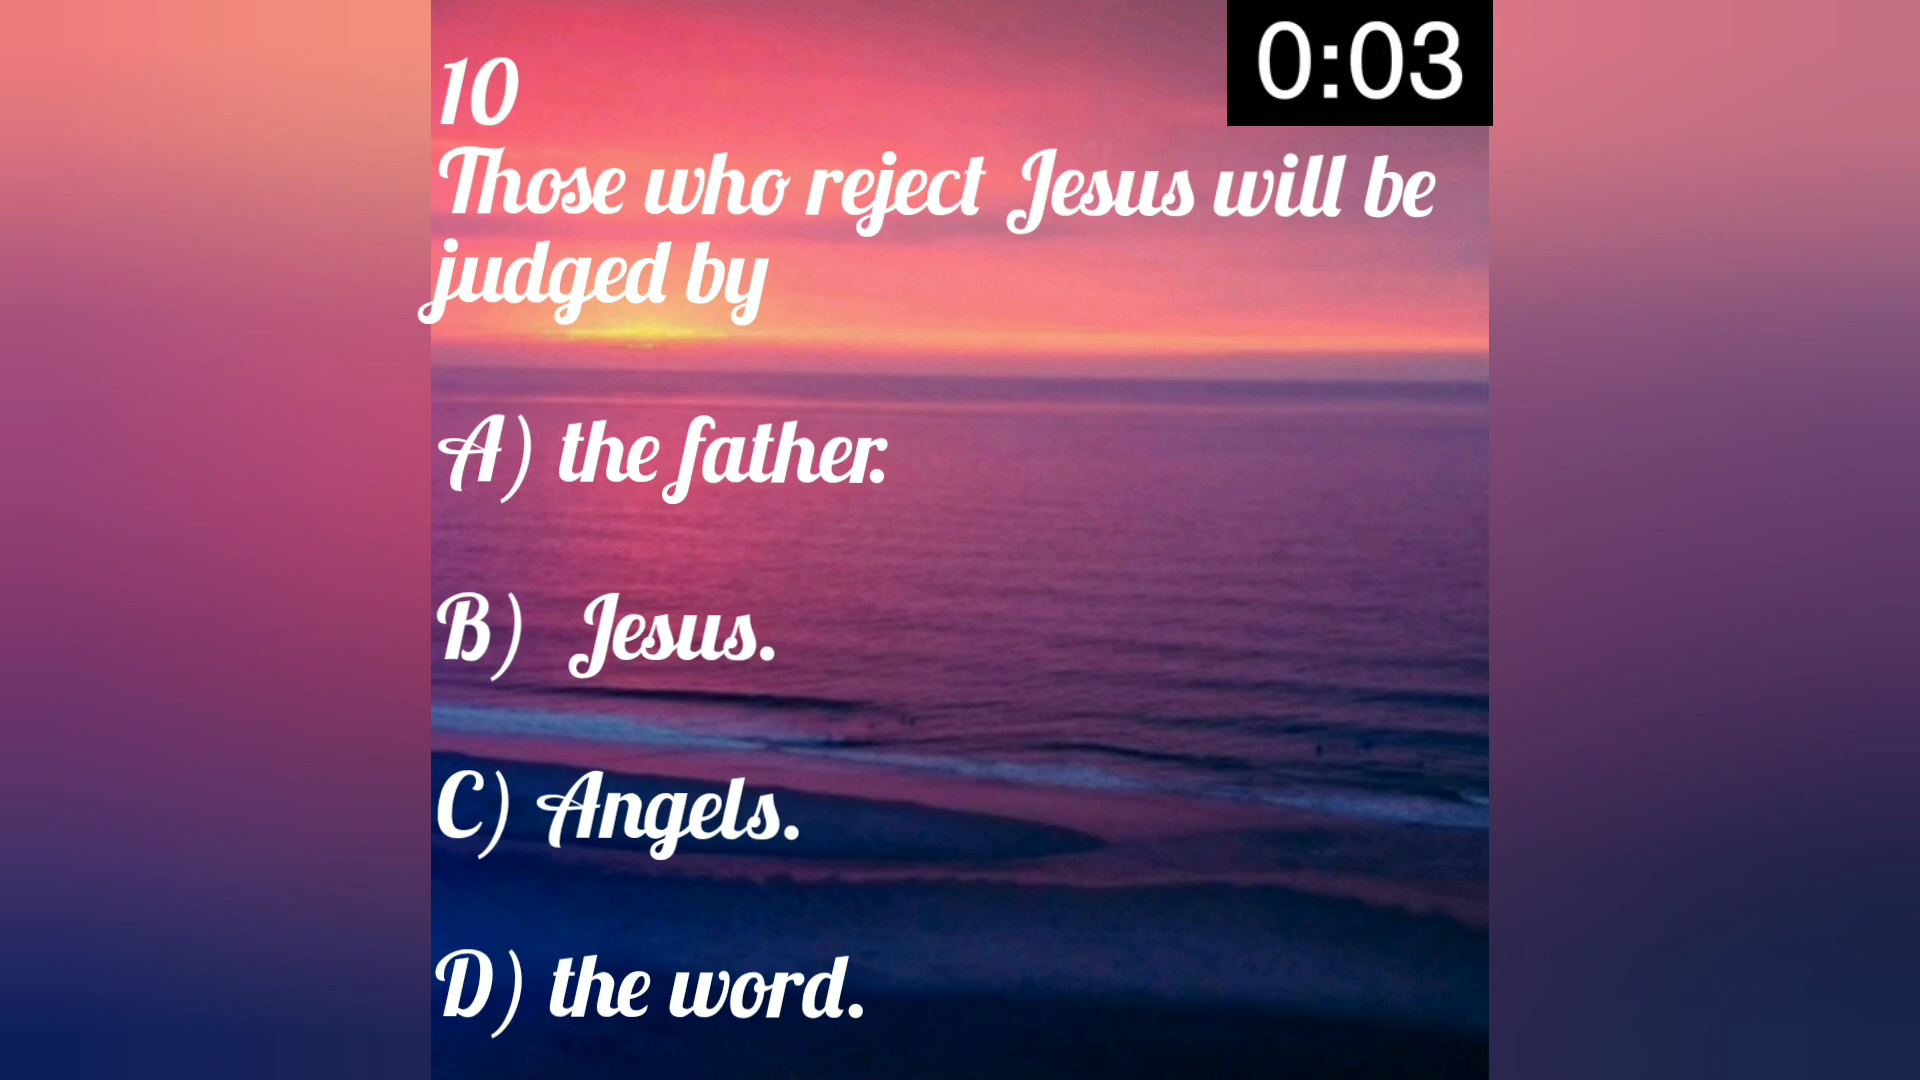 0:03
10
Those who reject Jesus will be
judged by
A) the father.
B) Jesus.
C) Angels.
D) the word.